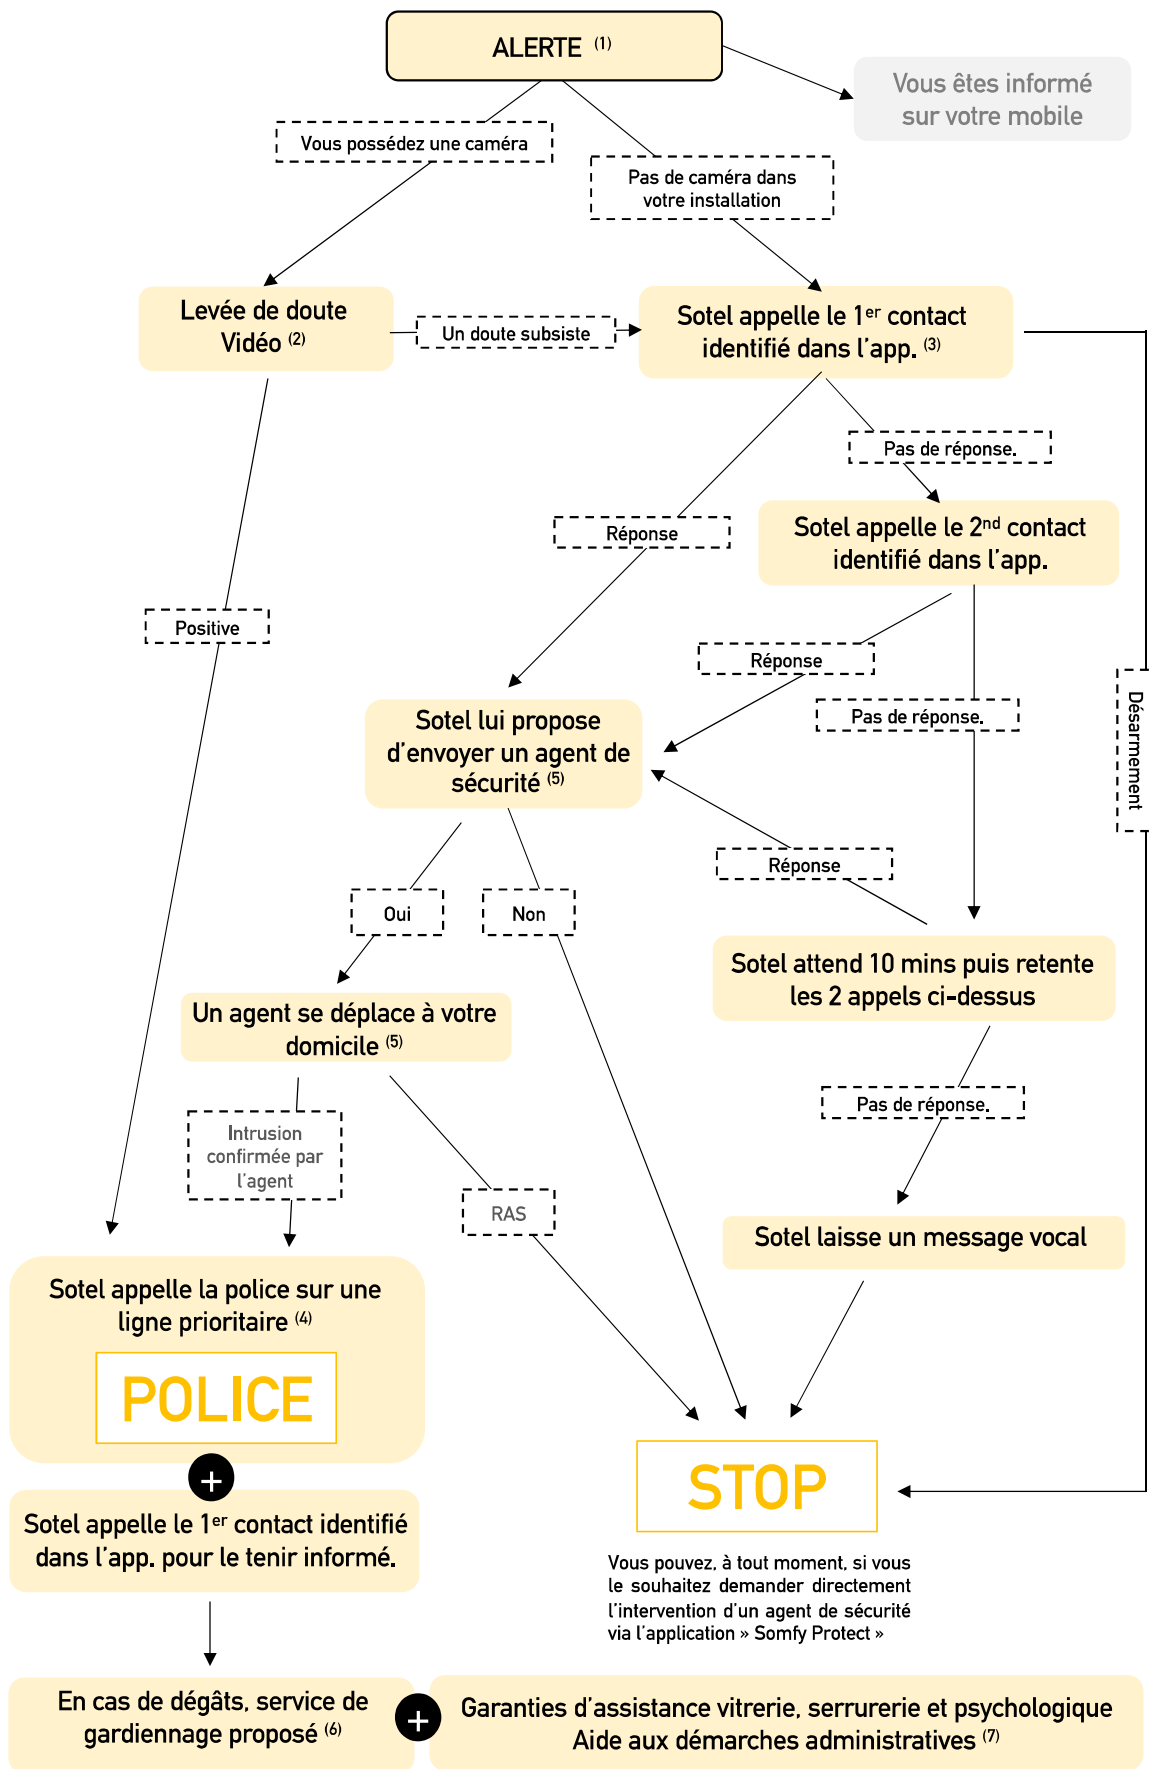 ALERTE (1)
Vous êtes informé
sur votre mobile
Vous possédez une caméra
Pas de caméra dans
votre installation
Levée de doute
Vidéo (2)
Un doute subsiste
Sotel appelle le 1er contact
identifié dans l'app. (3)
Pas de réponse.
Réponse
Sotel appelle le 2nd contact
identifié dans l'app.
Positive
Réponse
Pas de réponse.
Désarmement
Sotel lui propose
d'envoyer un agent de
sécurité (5)
Réponse
Oui
Non
Sotel attend 10 mins puis retente
les 2 appels ci-dessus
Un agent se déplace à votre
domicile (5)
Pas de réponse.
Intrusion
confirmée par
l'agent
RAS
Sotel laisse un message vocal
Sotel appelle la police sur une
ligne prioritaire (4)
POLICE
STOP
+
Sotel appelle le 1er contact identifié
dans l'app. pour le tenir informé.
Vous pouvez, à tout moment, si vous
le souhaitez demander directement
l'intervention d'un agent de sécurité
via l'application » Somfy Protect »
En cas de dégâts, service de
gardiennage proposé (6)
+
Garanties d'assistance vitrerie, serrurerie et psychologique
Aide aux démarches administratives (7)